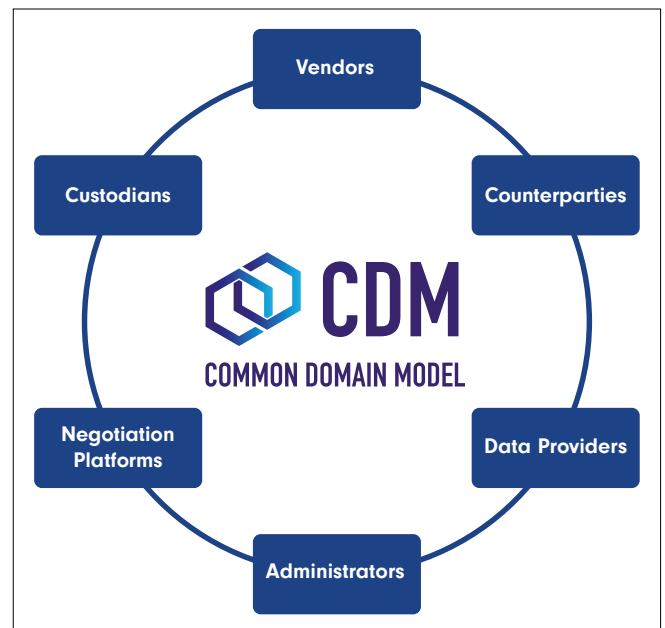 Vendors
Custodians
Counterparties
CDM
COMMON DOMAIN MODEL
Negotiation
Platforms
Data Providers
Administrators